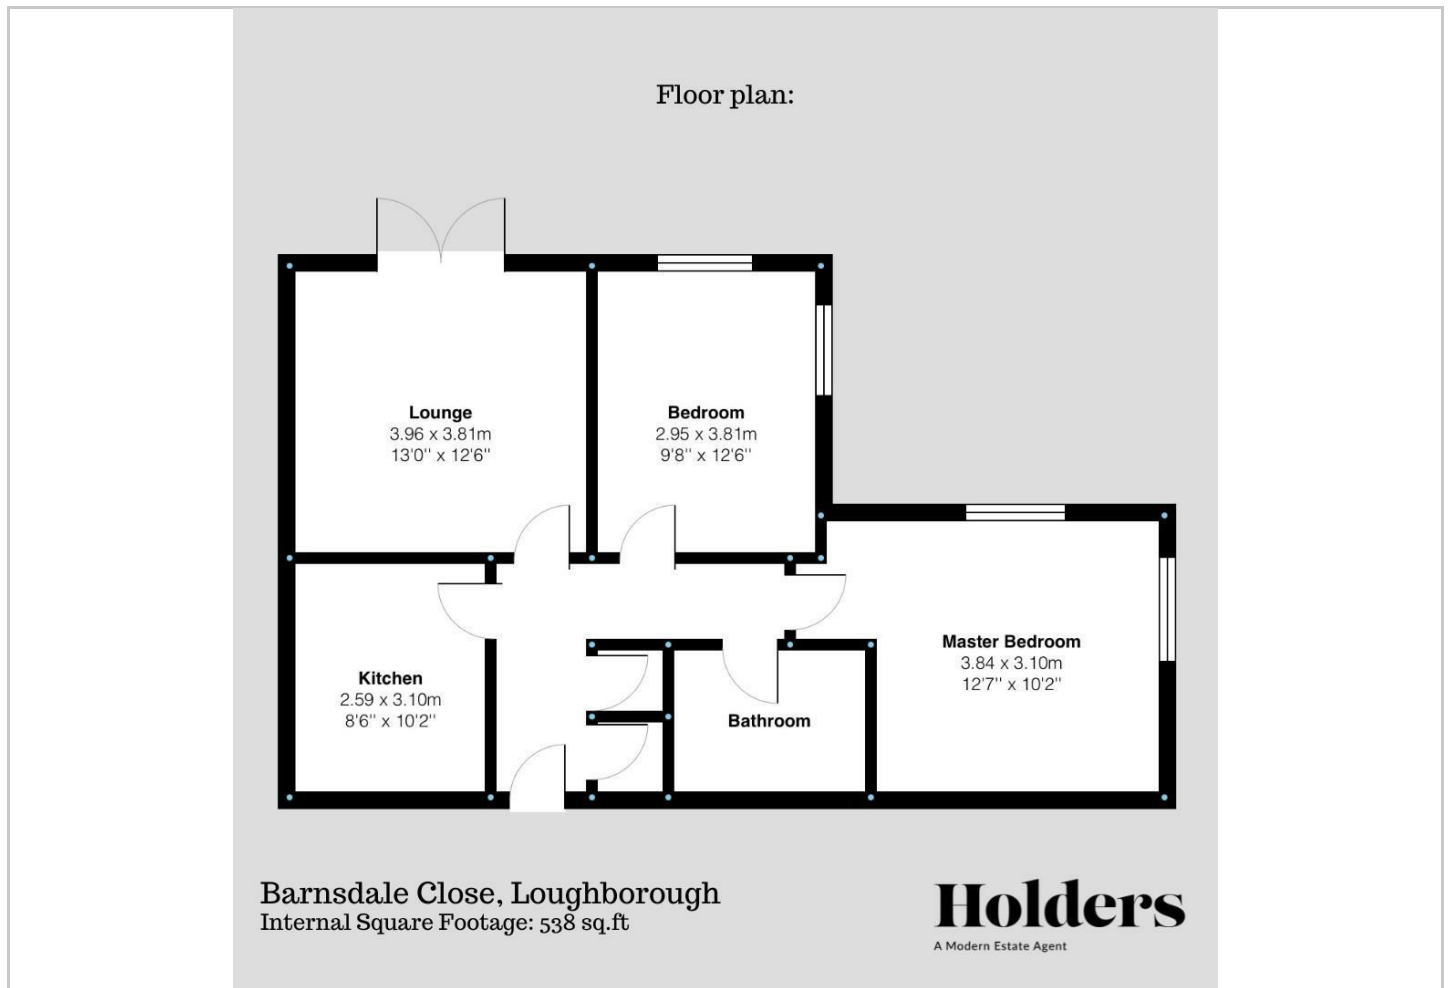 Floor plan:
Lounge
3.96 x 3.81m
13'0'' x 12'6''
Bedroom
2.95 x 3.81m
9'8'' x 12'6''
Master Bedroom
3.84 x 3.10m
12'7'' x 10'2''
Kitchen
2.59 x 3.10m
8'6'' x 10'2''
Bathroom
Barnsdale Close, Loughborough
Internal Square Footage: 538 sq.ft
Holders
A Modern Estate Agent